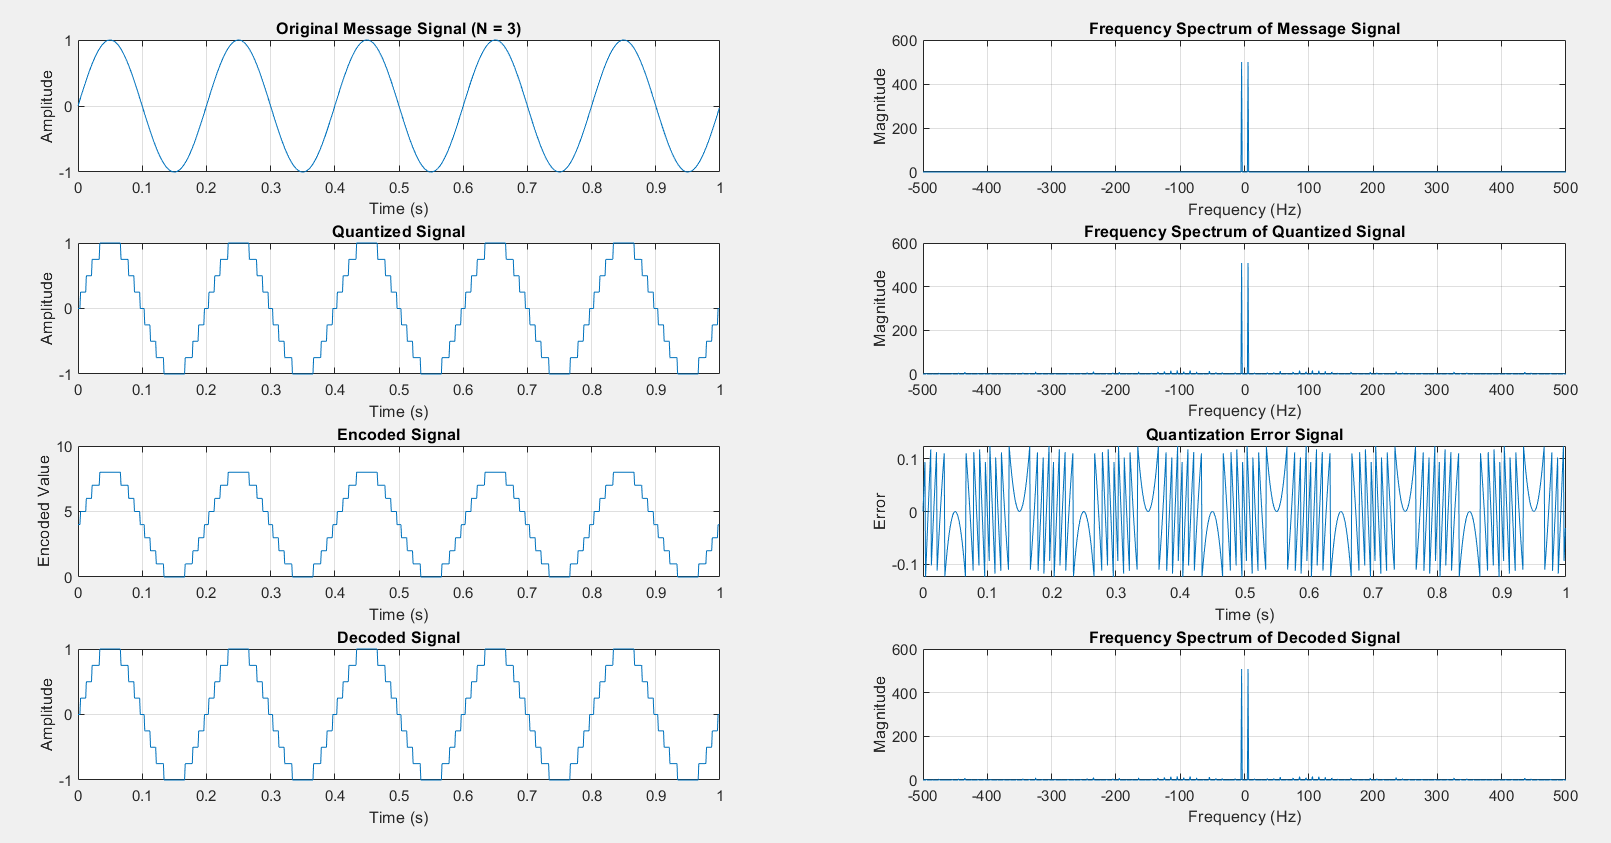 Original Message Signal (N = 3)
Amplitude
1
0
-1
0 0.1 0.2 0.3 0.4 0.5 0.6 0.7 0.8 0.9 1
Time (s)
Frequency Spectrum of Message Signal
Magnitude
600
400
200
0
-500 -400 -300 -200 -100 0 100 200 300 400 500
Frequency (Hz)
Quantized Signal
Amplitude
1
0
-1
0 0.1 0.2 0.3 0.4 0.5 0.6 0.7 0.8 0.9 1
Time (s)
Frequency Spectrum of Quantized Signal
Magnitude
600
400
200
0
-500 -400 -300 -200 -100 0 100 200 300 400 500
Frequency (Hz)
Encoded Signal
Encoded Value
10
5
0
0 0.1 0.2 0.3 0.4 0.5 0.6 0.7 0.8 0.9 1
Time (s)
Quantization Error Signal
Error
0.1
0
-0.1
0 0.1 0.2 0.3 0.4 0.5 0.6 0.7 0.8 0.9 1
Time (s)
Decoded Signal
Amplitude
1
0
-1
0 0.1 0.2 0.3 0.4 0.5 0.6 0.7 0.8 0.9 1
Time (s)
Frequency Spectrum of Decoded Signal
Magnitude
600
400
200
0
-500 -400 -300 -200 -100 0 100 200 300 400 500
Frequency (Hz)